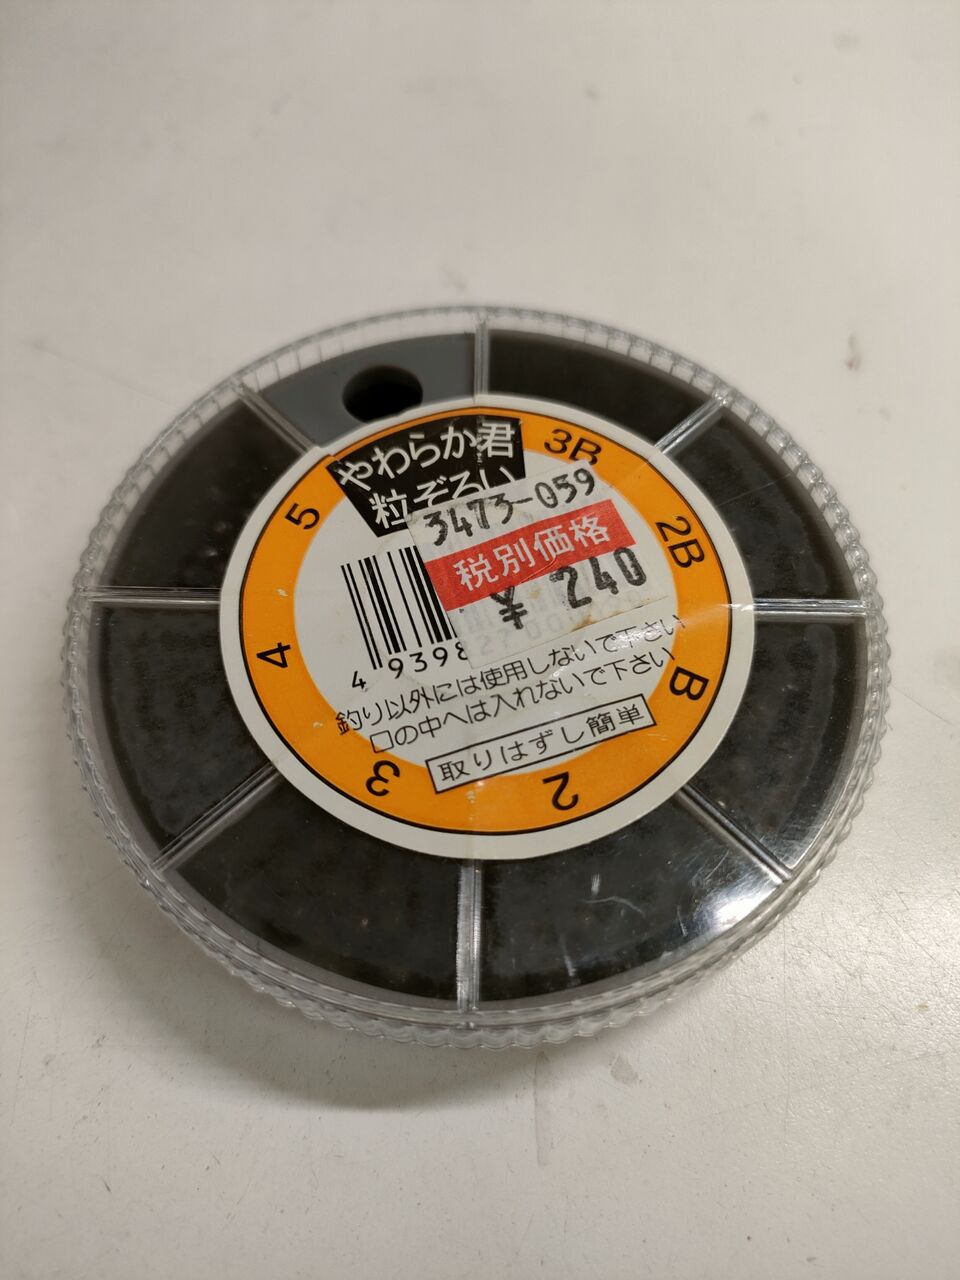 やわらか君
粒ぞろい
3473-059
税別価格
¥ 240
4 9398
釣り以外には使用しないで下さい
口の中へは入れないで下さい
取りはずし簡単
3B
2B
B
2
3
4
5